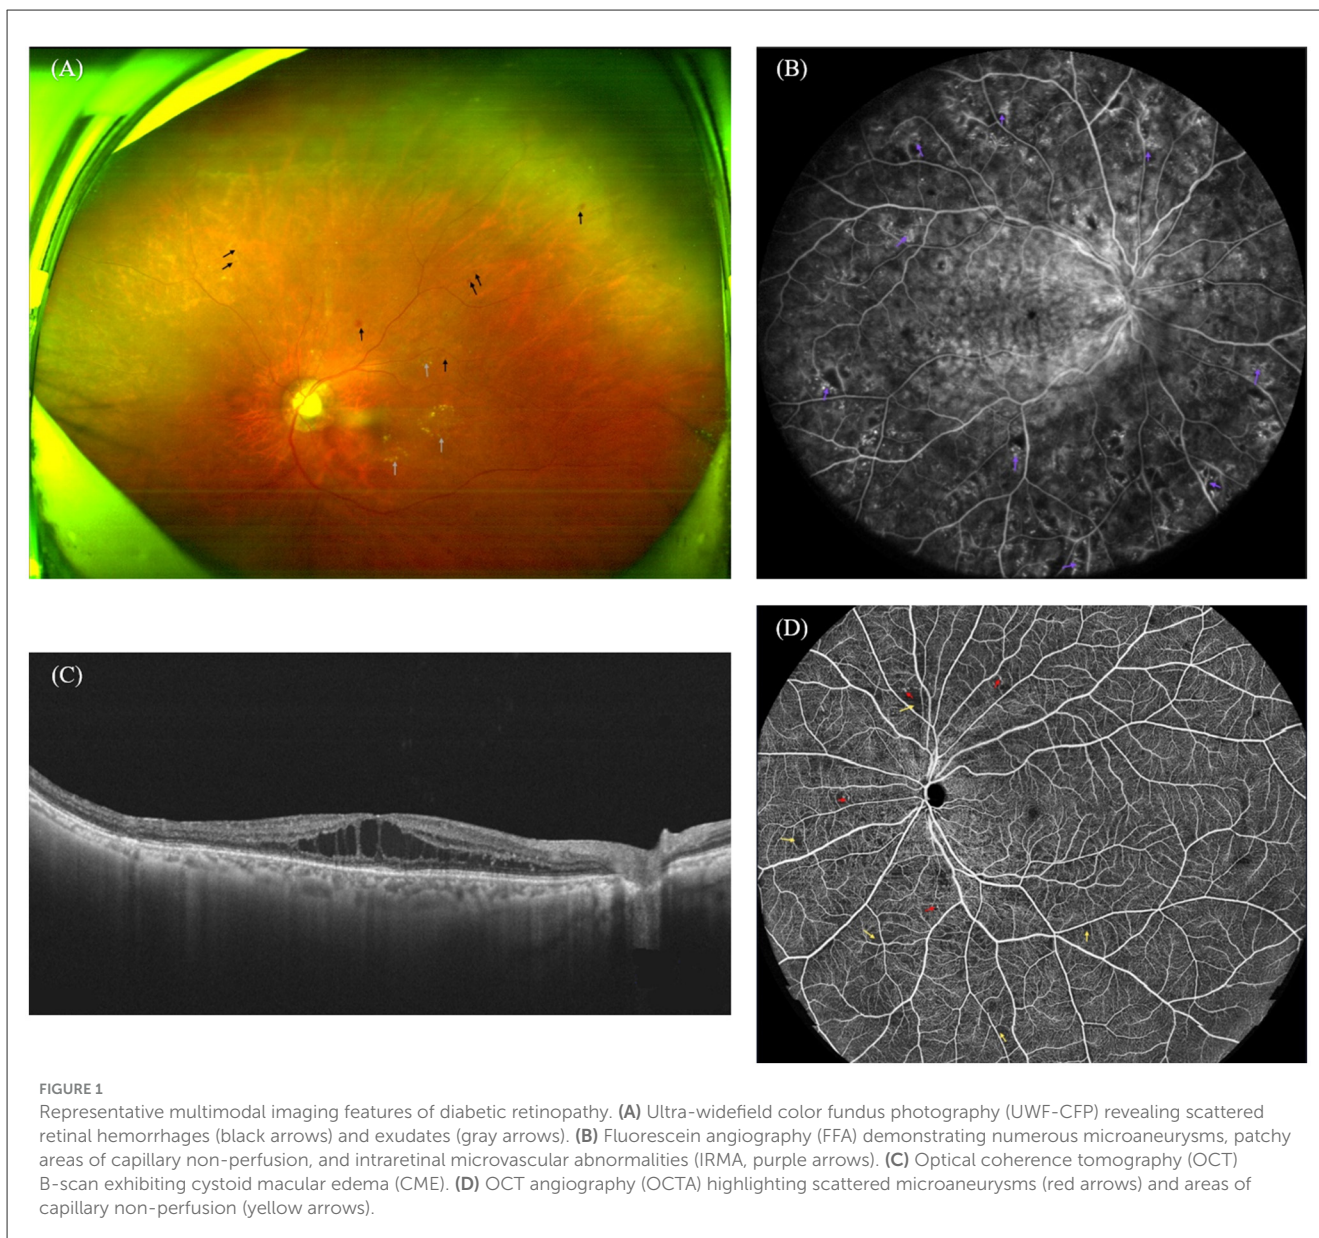 (A)
(B)
(C)
(D)
FIGURE 1
Representative multimodal imaging features of diabetic retinopathy. (A) Ultra-widefield color fundus photography (UWF-CFP) revealing scattered
retinal hemorrhages (black arrows) and exudates (gray arrows). (B) Fluorescein angiography (FFA) demonstrating numerous microaneurysms, patchy
areas of capillary non-perfusion, and intraretinal microvascular abnormalities (IRMA, purple arrows). (C) Optical coherence tomography (OCT)
B-scan exhibiting cystoid macular edema (CME). (D) OCT angiography (OCTA) highlighting scattered microaneurysms (red arrows) and areas of
capillary non-perfusion (yellow arrows).